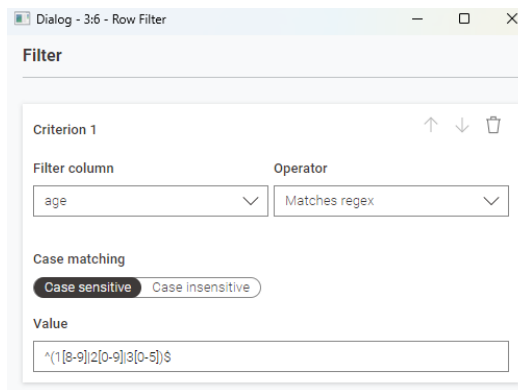 Dialog - 3:6 - Row Filter
Filter
Criterion 1
Filter column Operator
age Matches regex
Case matching
Case sensitive Case insensitive
Value
^(1[8-9]|2[0-9]|3[0-5])$